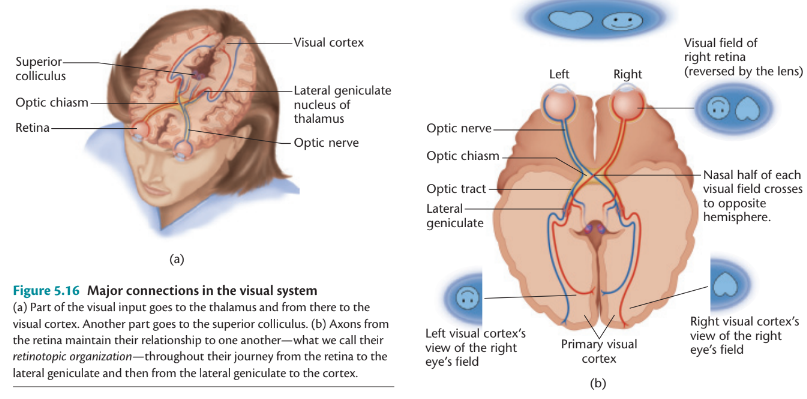 Visual cortex
Superior
colliculus
Lateral geniculate
nucleus of
thalamus
Optic chiasm
Retina
Optic nerve
(a)
Figure 5.16 Major connections in the visual system
(a) Part of the visual input goes to the thalamus and from there to the
visual cortex. Another part goes to the superior colliculus. (b) Axons from
the retina maintain their relationship to one another—what we call their
retinotopic organization—throughout their journey from the retina to the
lateral geniculate and then from the lateral geniculate to the cortex.
Visual field of
right retina
(reversed by the lens)
Left
Right
Optic nerve
Optic chiasm
Optic tract
Lateral
geniculate
Nasal half of each
visual field crosses
to opposite
hemisphere.
Left visual cortex's
view of the right
eye's field
Primary visual
cortex
Right visual cortex's
view of the right
eye's field
(b)